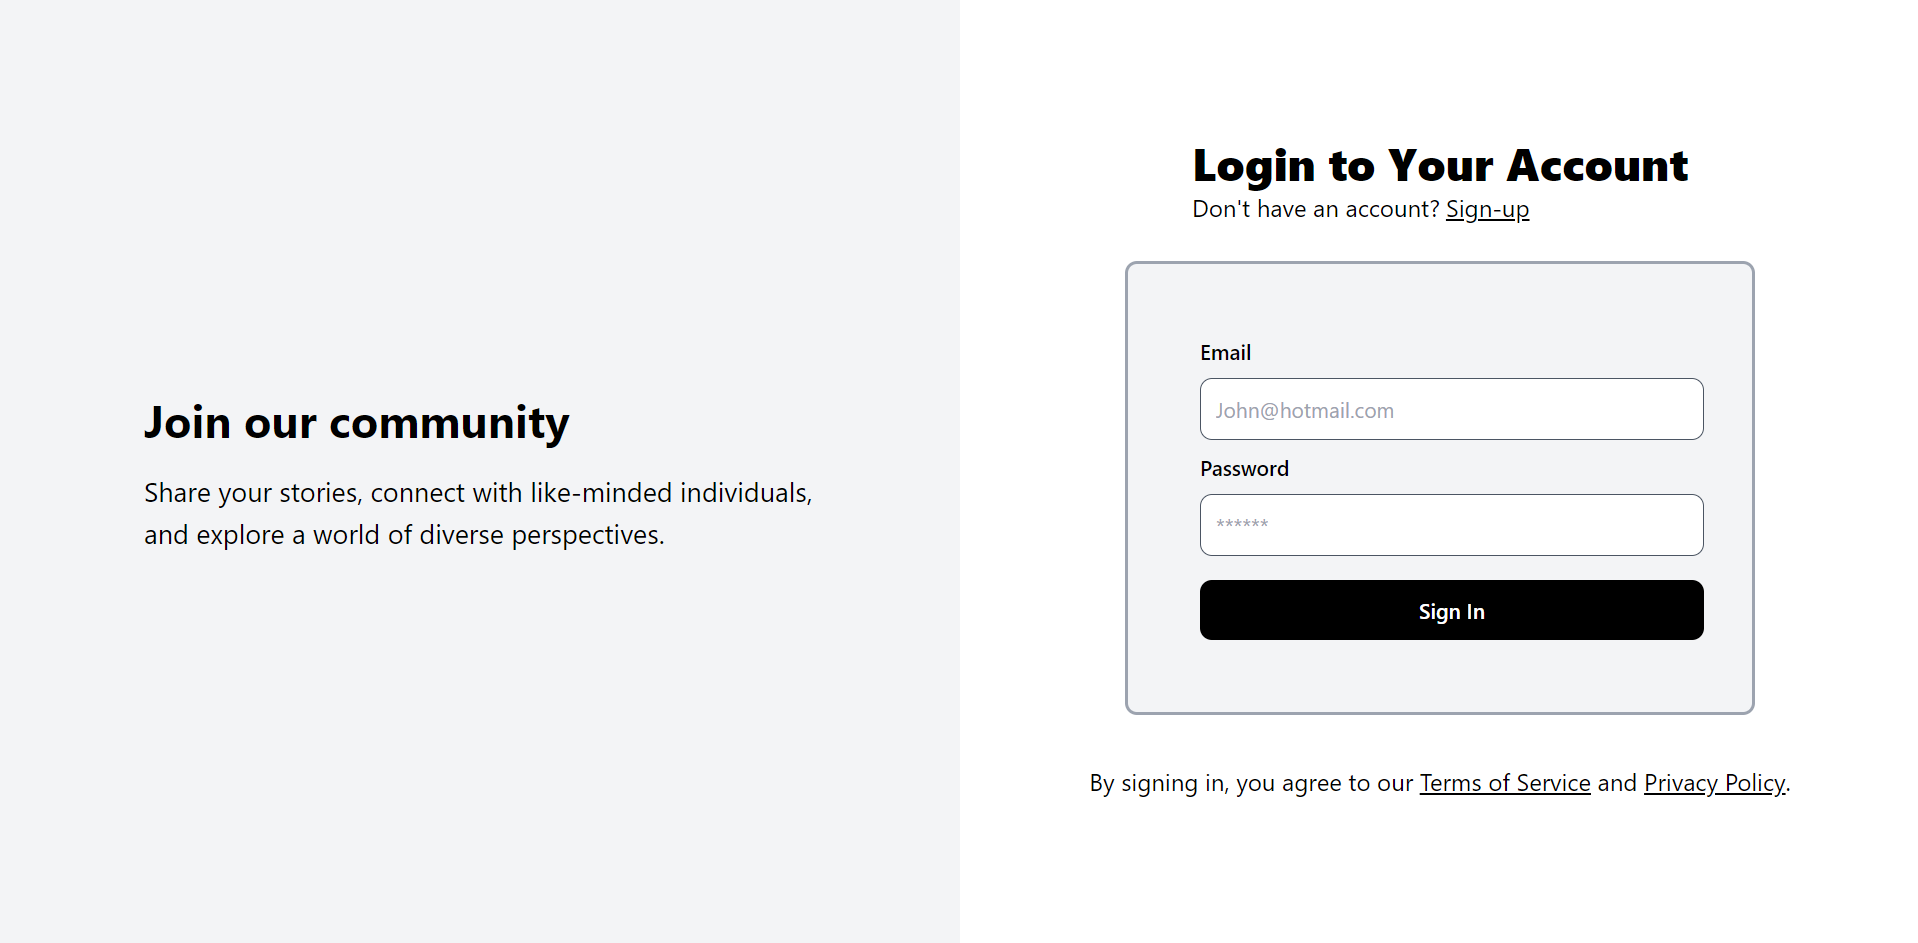 Join our community
Share your stories, connect with like-minded individuals,
and explore a world of diverse perspectives.
Login to Your Account
Don't have an account? Sign-up
Email
John@hotmail.com
Password
******
Sign In
By signing in, you agree to our Terms of Service and Privacy Policy.